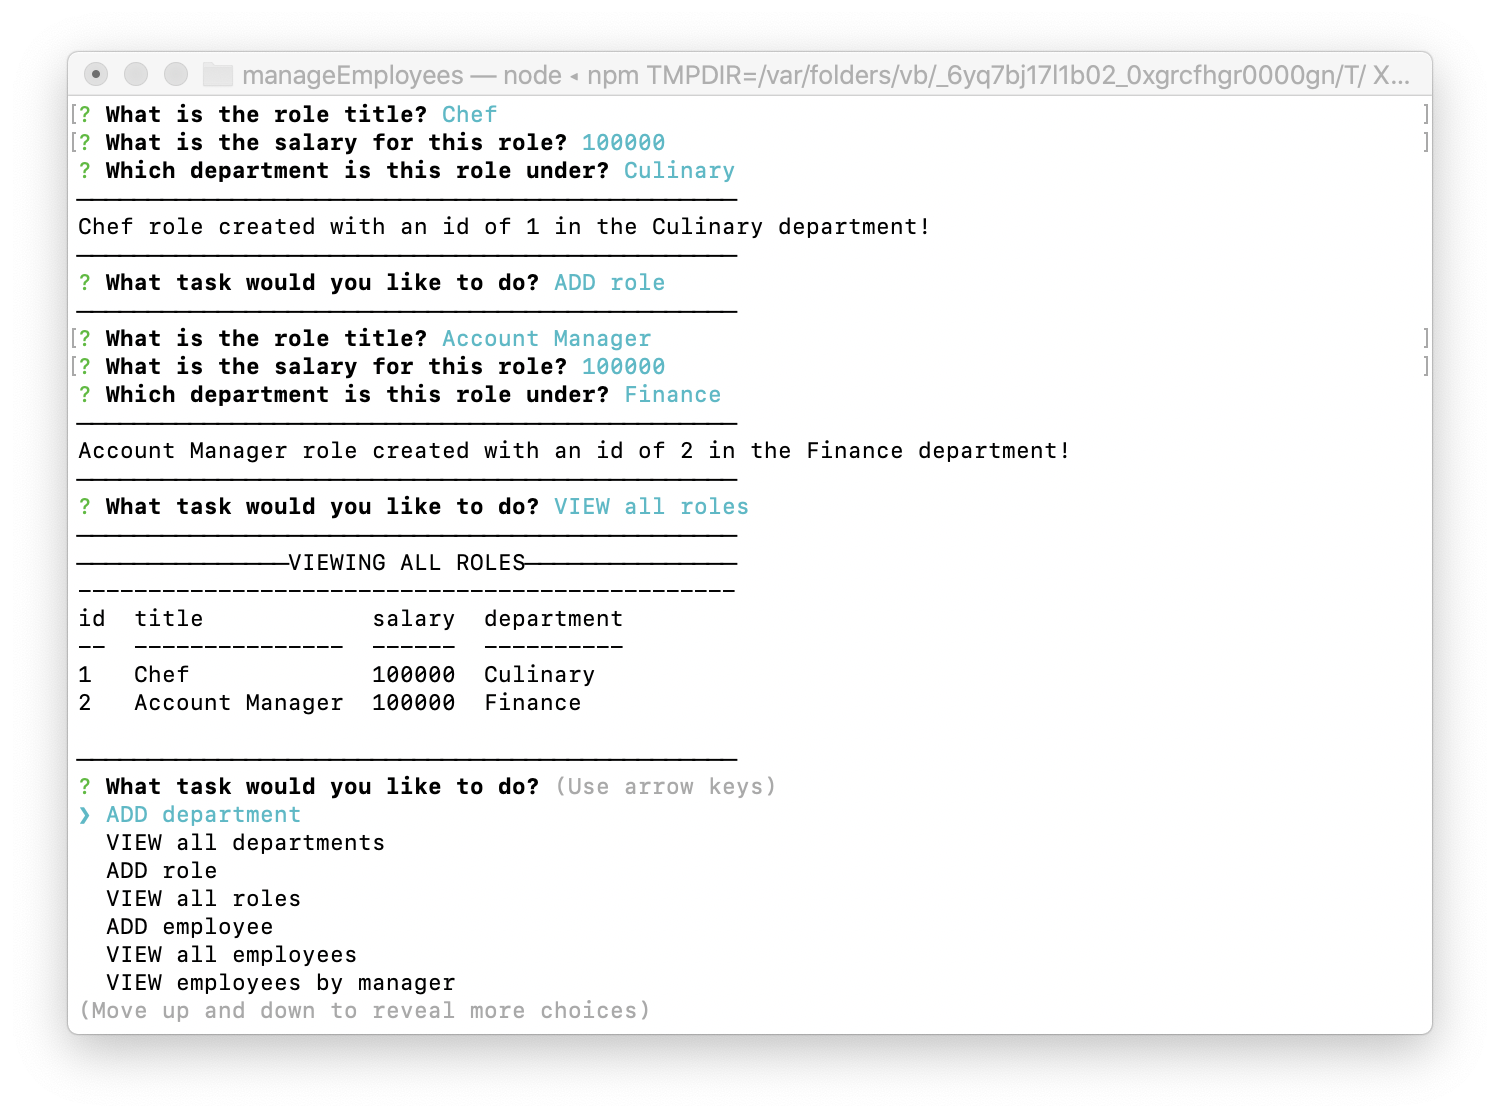 manageEmployees — node ◂ npm TMPDIR=/var/folders/vb/_6yq7bj17l1b02_0xgrcfhgr0000gn/T/ X...
[? What is the role title? Chef ]
[? What is the salary for this role? 100000 ]
? Which department is this role under? Culinary
Chef role created with an id of 1 in the Culinary department!
? What task would you like to do? ADD role
[? What is the role title? Account Manager ]
[? What is the salary for this role? 100000 ]
? Which department is this role under? Finance
Account Manager role created with an id of 2 in the Finance department!
? What task would you like to do? VIEW all roles
———————————————VIEWING ALL ROLES———————————————
-----------------------------------------------
id  title            salary  department
--  ---------------  ------  ----------
1   Chef             100000  Culinary
2   Account Manager  100000  Finance
? What task would you like to do? (Use arrow keys)
❯ ADD department
  VIEW all departments
  ADD role
  VIEW all roles
  ADD employee
  VIEW all employees
  VIEW employees by manager
(Move up and down to reveal more choices)